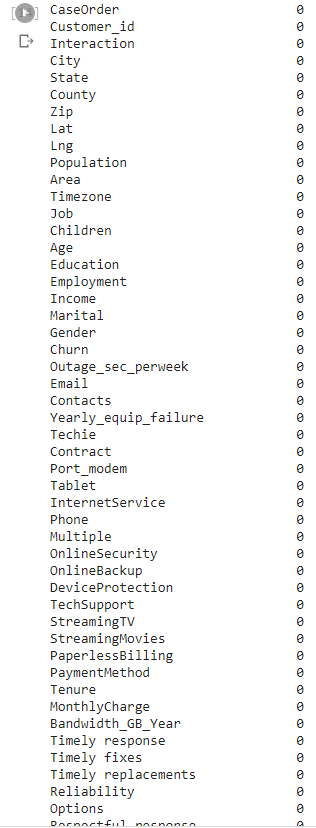 CaseOrder 0
Customer_id 0
Interaction 0
City 0
State 0
County 0
Zip 0
Lat 0
Lng 0
Population 0
Area 0
Timezone 0
Job 0
Children 0
Age 0
Education 0
Employment 0
Income 0
Marital 0
Gender 0
Churn 0
Outage_sec_perweek 0
Email 0
Contacts 0
Yearly_equip_failure 0
Techie 0
Contract 0
Port_modem 0
Tablet 0
InternetService 0
Phone 0
Multiple 0
OnlineSecurity 0
OnlineBackup 0
DeviceProtection 0
TechSupport 0
StreamingTV 0
StreamingMovies 0
PaperlessBilling 0
PaymentMethod 0
Tenure 0
MonthlyCharge 0
Bandwidth_GB_Year 0
Timely response 0
Timely fixes 0
Timely replacements 0
Reliability 0
Options 0
Respectful response 0